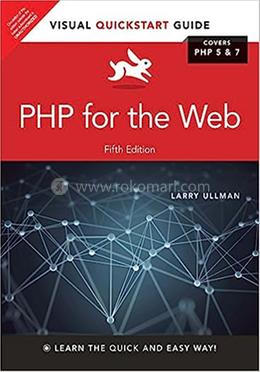 VISUAL QUICKSTART GUIDE
COVERS
PHP 5 & 7
PHP for the Web
Fifth Edition
www.rokomari.com
LARRY ULLMAN
LEARN THE QUICK AND EASY WAY!